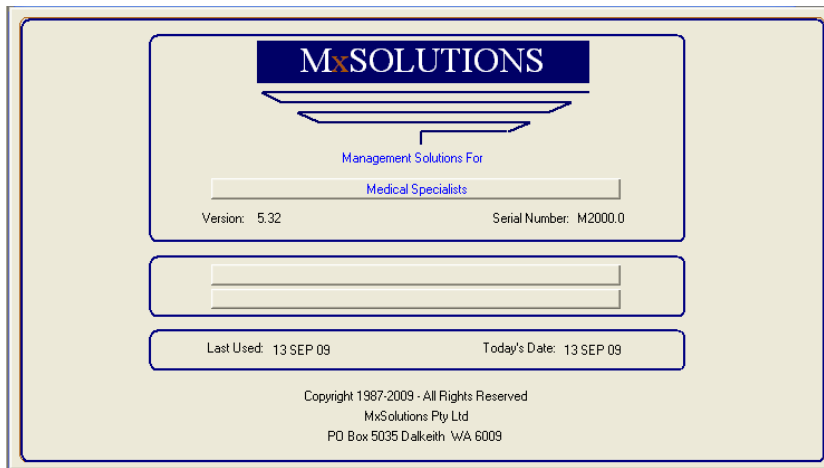 MxSOLUTIONS
Management Solutions For
Medical Specialists
Version: 5.32 Serial Number: M2000.0
Last Used: 13 SEP 09 Today's Date: 13 SEP 09
Copyright 1987-2009 - All Rights Reserved
MxSolutions Pty Ltd
PO Box 5035 Dalkeith WA 6009